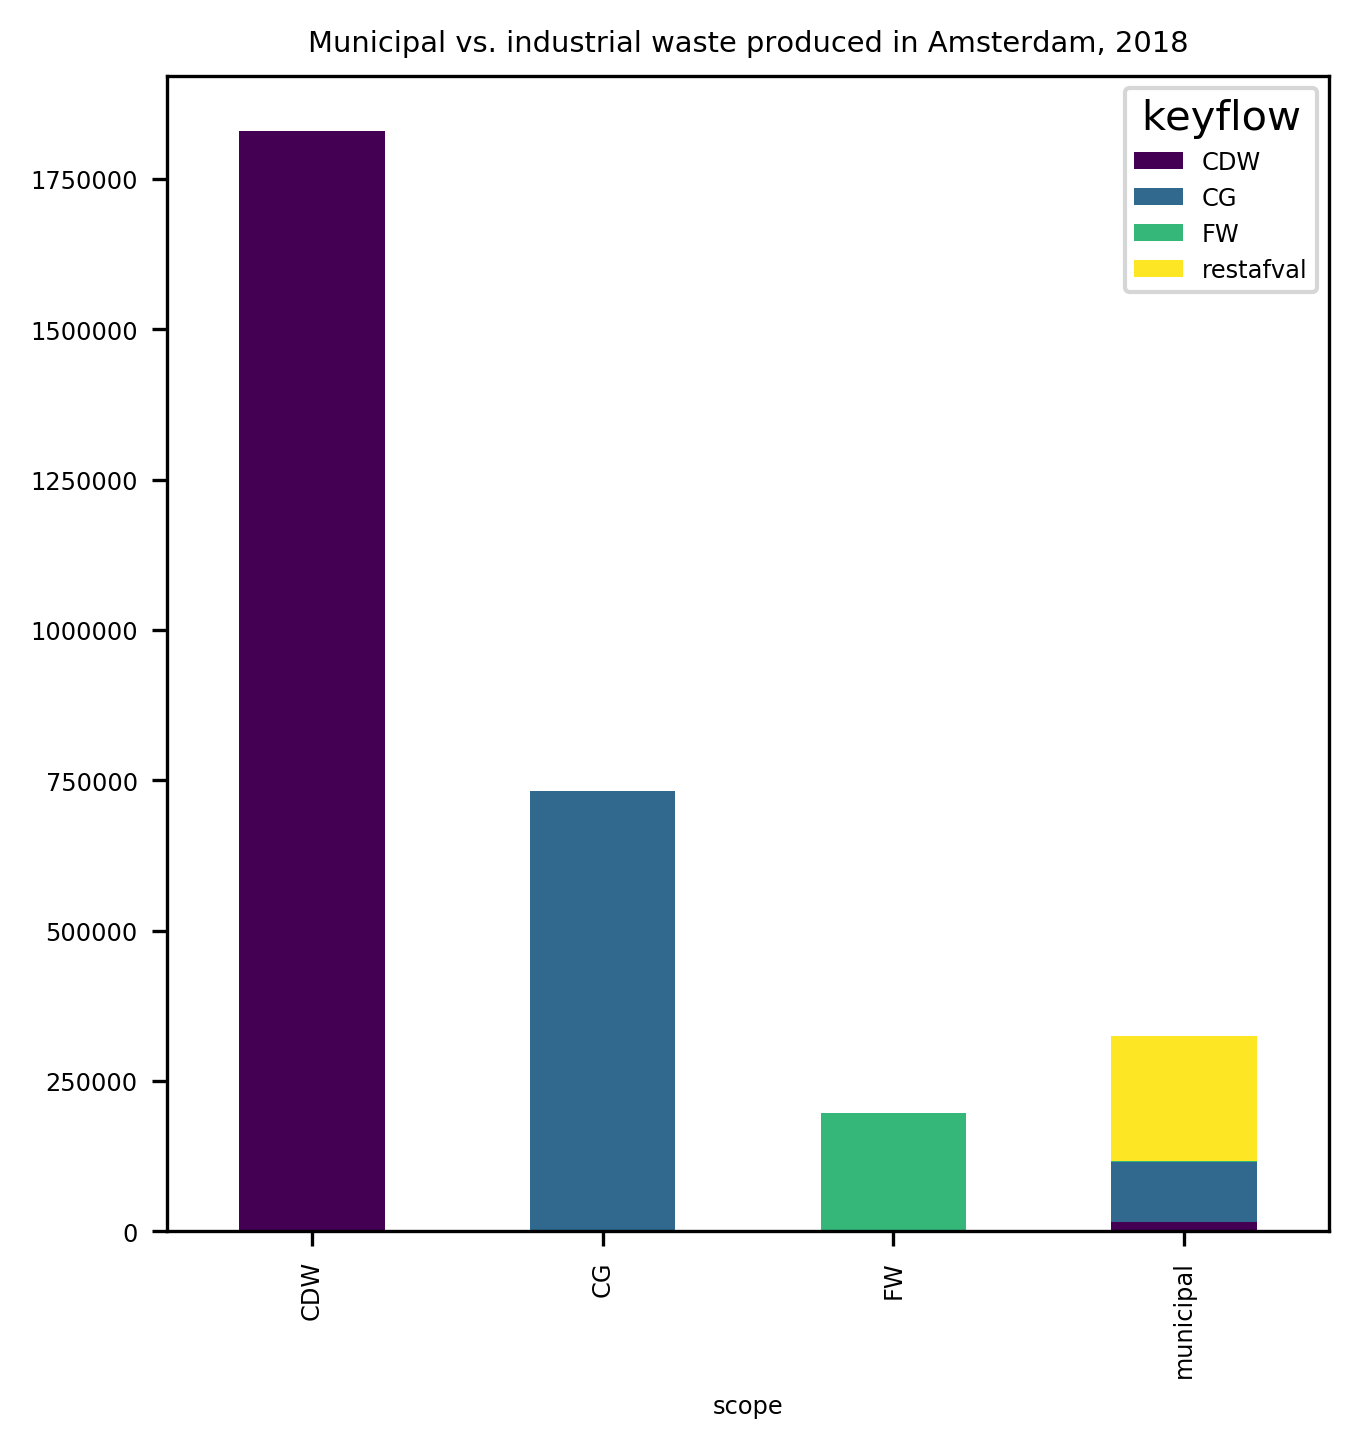 Municipal vs. industrial waste produced in Amsterdam, 2018
keyflow
CDW
CG
FW
restafval
1750000
1500000
1250000
1000000
750000
500000
250000
0
CDW
CG
FW
municipal
scope